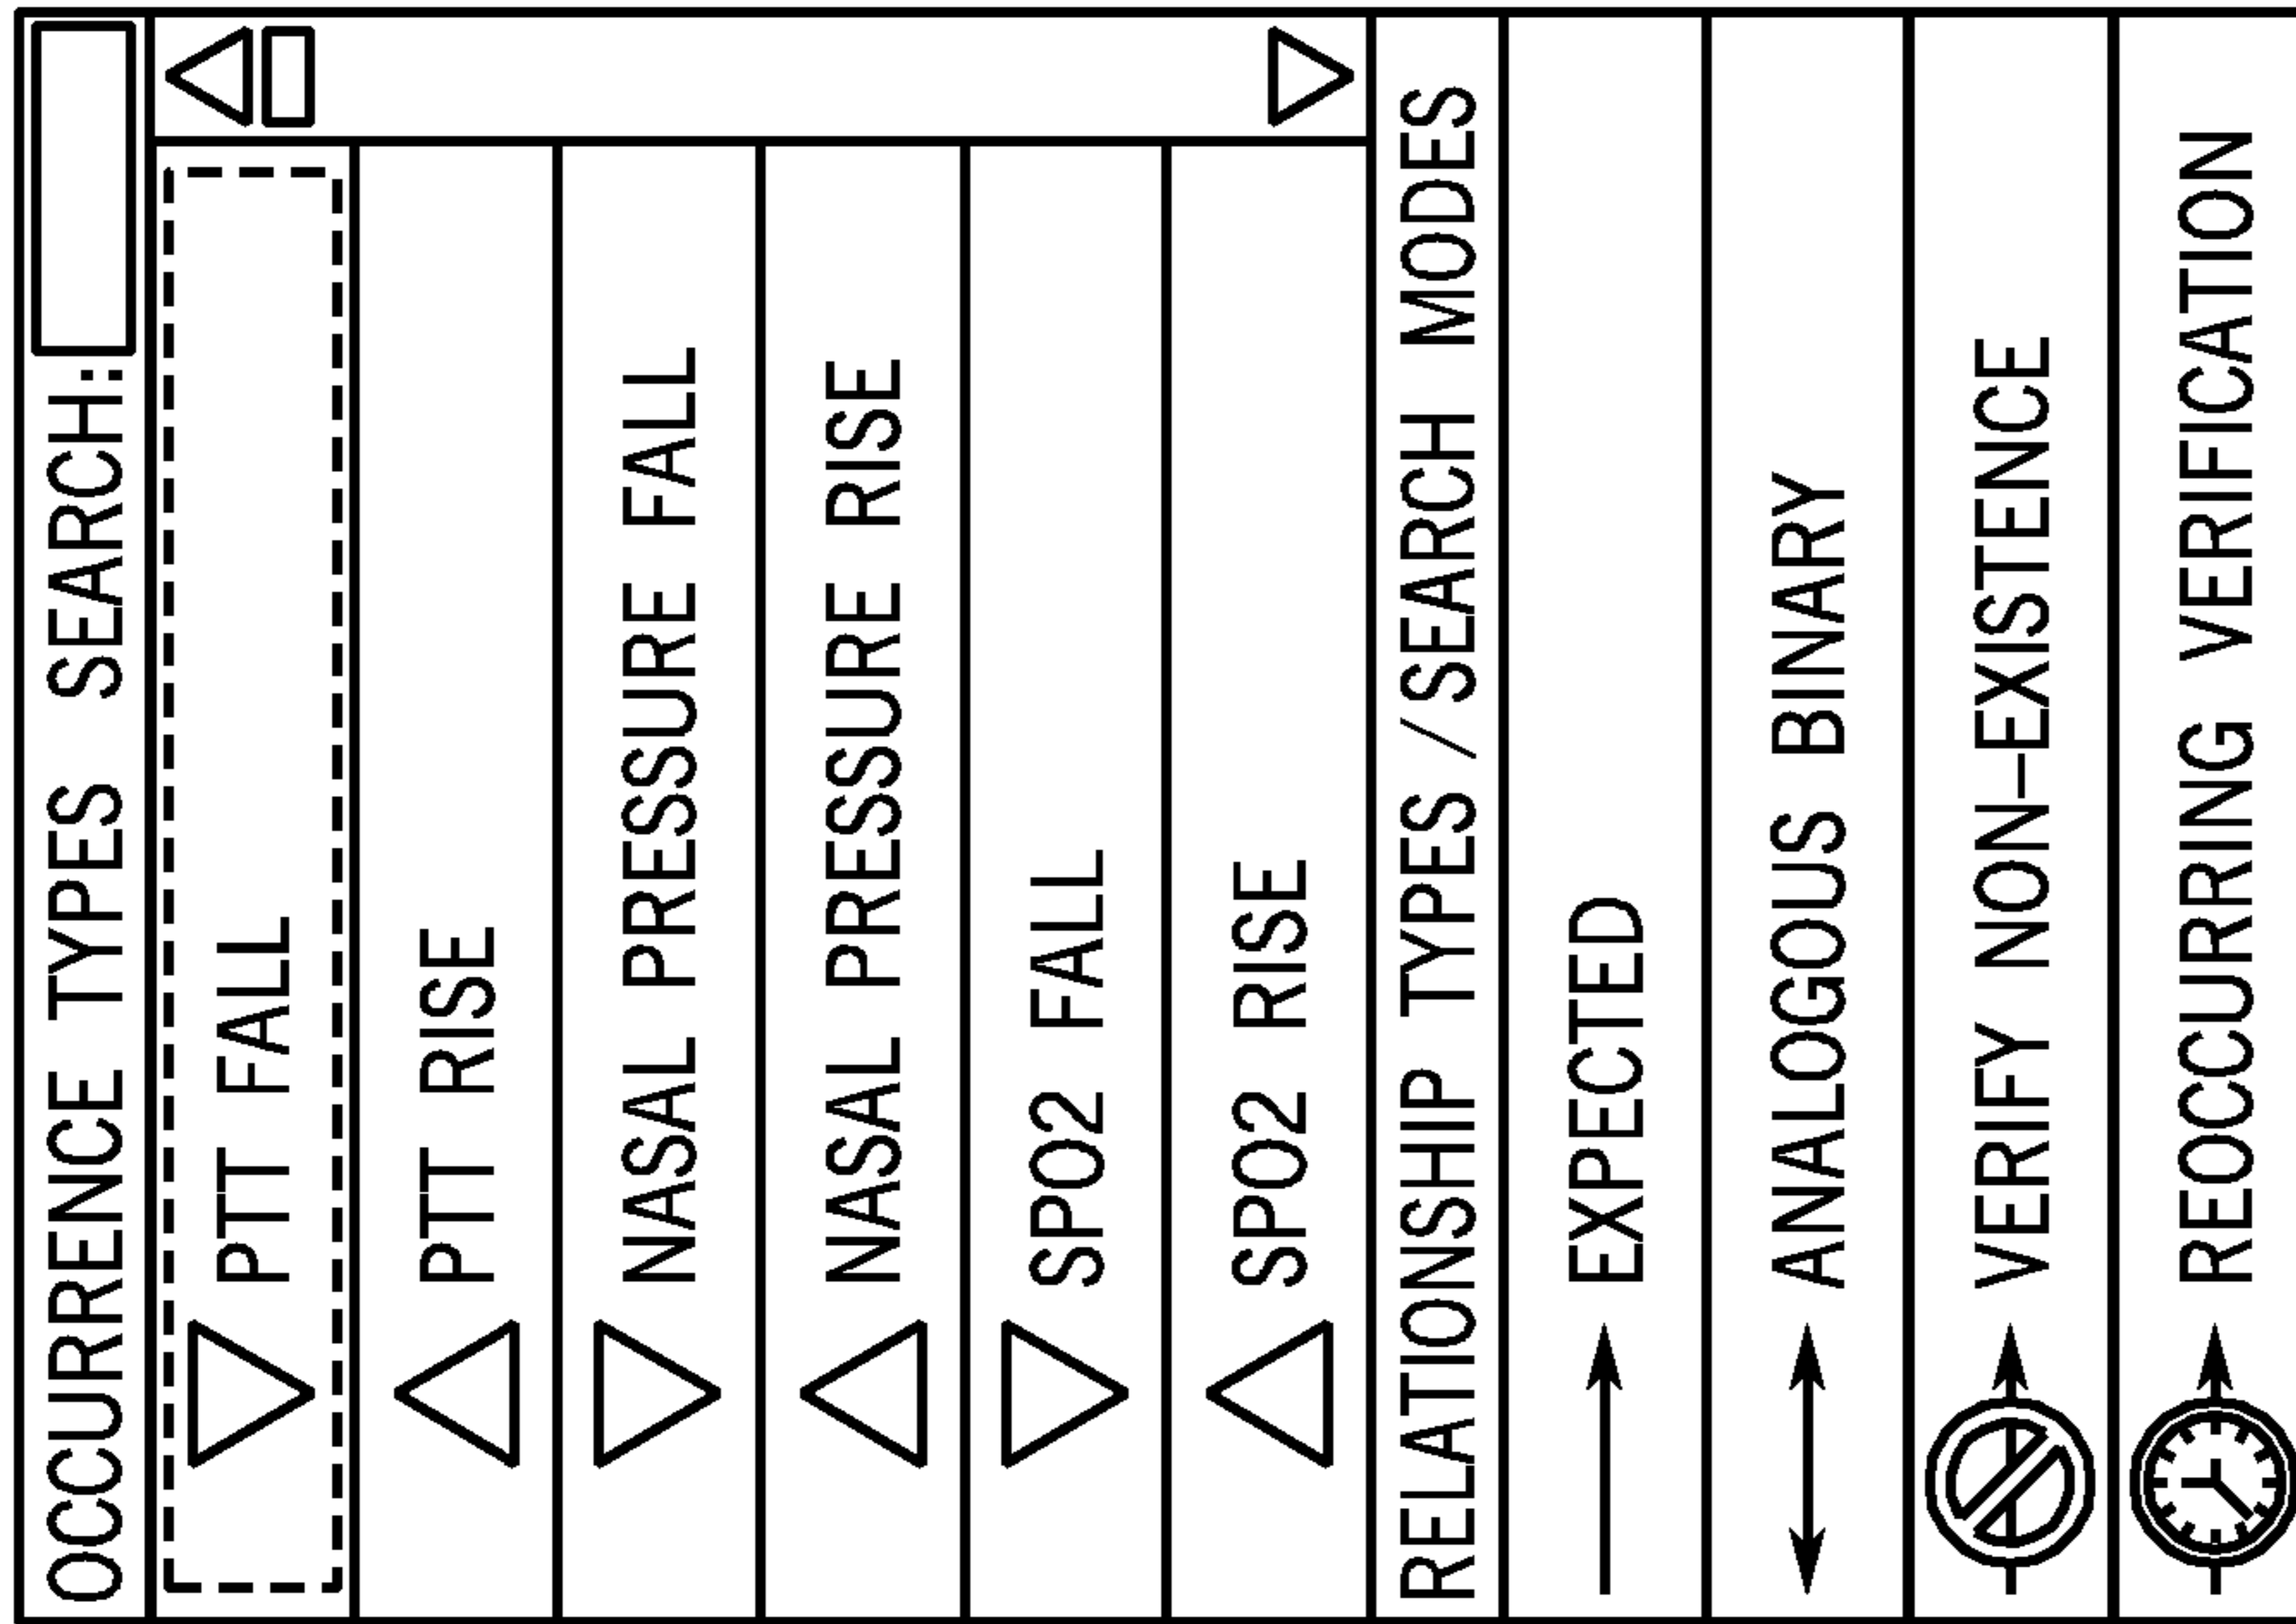 OCCURRENCE TYPES SEARCH:
PTT FALL
PTT RISE
NASAL PRESSURE FALL
NASAL PRESSURE RISE
SPO2 FALL
SPO2 RISE
RELATIONSHIP TYPES/SEARCH MODES
EXPECTED
ANALOGOUS BINARY
VERIFY NON-EXISTENCE
REOCCURRING VERIFICATION